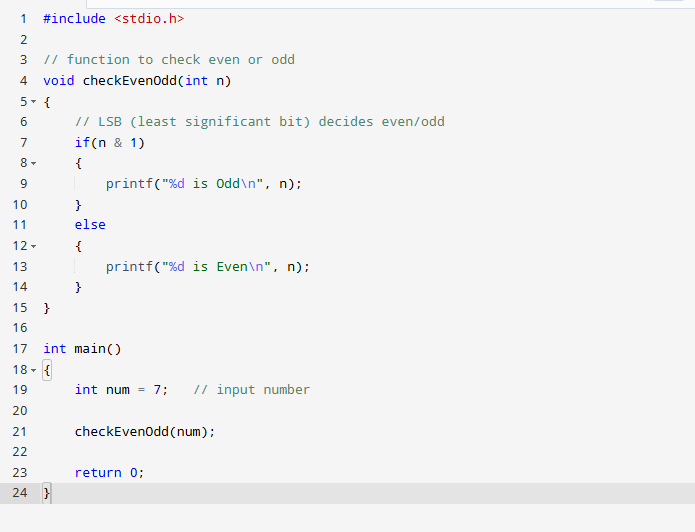 1 #include <stdio.h>
2
3 // function to check even or odd
4 void checkEvenOdd(int n)
5 {
6     // LSB (least significant bit) decides even/odd
7     if(n & 1)
8     {
9         printf("%d is Odd\n", n);
10     }
11     else
12     {
13         printf("%d is Even\n", n);
14     }
15 }
16
17 int main()
18 {
19     int num = 7;   // input number
20
21     checkEvenOdd(num);
22
23     return 0;
24 }